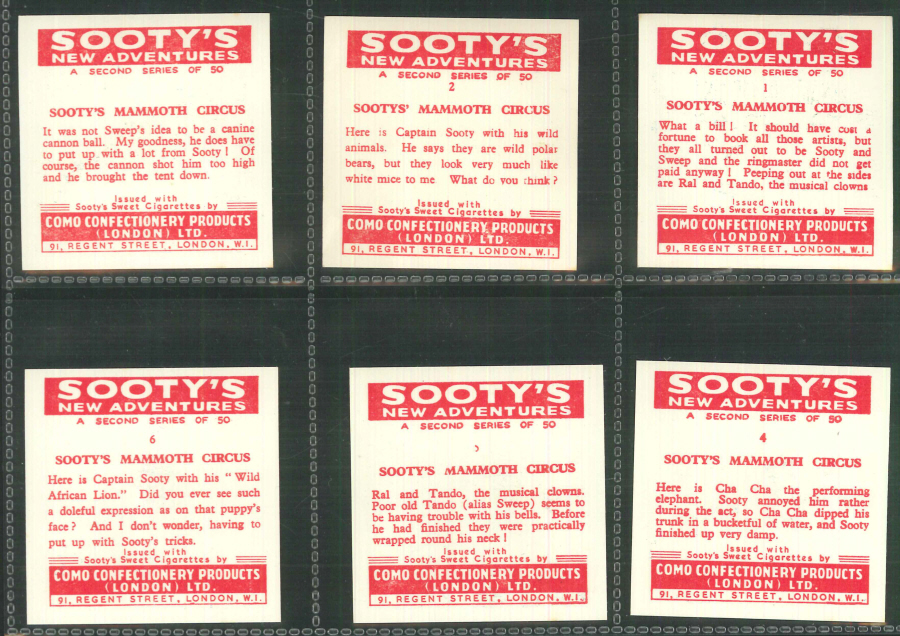 SOOTY'S
NEW ADVENTURES
A SECOND SERIES OF 50
SOOTY'S MAMMOTH CIRCUS
It was not Sweep's idea to be a canine
cannon ball. My goodness, he does have
to put up with a lot from Sooty! Of
course, the cannon shot him too high
and he brought the tent down.
Issued with
Sooty's Sweet Cigarettes by
COMO CONFECTIONERY PRODUCTS
(LONDON) LTD.
91, REGENT STREET, LONDON, W.I.
SOOTY'S
NEW ADVENTURES
A SECOND SERIES OF 50
2
SOOTYS' MAMMOTH CIRCUS
Here is Captain Sooty with his wild
animals. He says they are wild polar
bears, but they look very much like
white mice to me What do you think?
Issued with
Sooty's Sweet Cigarettes by
COMO CONFECTIONERY PRODUCTS
(LONDON) LTD.
91, REGENT STREET, LONDON, W.I.
SOOTY'S
NEW ADVENTURES
A SECOND SERIES OF 50
1
SOOTY'S MAMMOTH CIRCUS
What a bill! It should have cost a
fortune to book all those artists, but
they all turned out to be Sooty and
Sweep and the ringmaster did not get
paid anyway! Peeping out at the sides
are Ral and Tando, the musical clowns
Issued with
Sooty's Sweet Cigarettes by
COMO CONFECTIONERY PRODUCTS
(LONDON) LTD.
91, REGENT STREET, LONDON, W.I.
SOOTY'S
NEW ADVENTURES
A SECOND SERIES OF 50
6
SOOTY'S MAMMOTH CIRCUS
Here is Captain Sooty with his "Wild
African Lion." Did you ever see such
a doleful expression as on that puppy's
face? And I don't wonder, having to
put up with Sooty's tricks.
Issued with
Sooty's Sweet Cigarettes by
COMO CONFECTIONERY PRODUCTS
(LONDON) LTD.
91, REGENT STREET, LONDON, W.I.
SOOTY'S
NEW ADVENTURES
A SECOND SERIES OF 50
SOOTY'S MAMMOTH CIRCUS
Ral and Tando, the musical clowns.
Poor old Tando (alias Sweep) seems to
be having trouble with his bells. Before
he had finished they were practically
wrapped round his neck!
Issued with
Sooty's Sweet Cigarettes by
COMO CONFECTIONERY PRODUCTS
(LONDON) LTD.
91, REGENT STREET, LONDON, W.I.
SOOTY'S
NEW ADVENTURES
A SECOND SERIES OF 50
4
SOOTY'S MAMMOTH CIRCUS
Here is Cha Cha the performing
elephant. Sooty annoyed him rather
during the act, so Cha Cha dipped his
trunk in a bucketful of water, and Sooty
finished up very damp.
Issued with
Sooty's Sweet Cigarettes by
COMO CONFECTIONERY PRODUCTS
(LONDON) LTD.
91, REGENT STREET, LONDON, W.I.